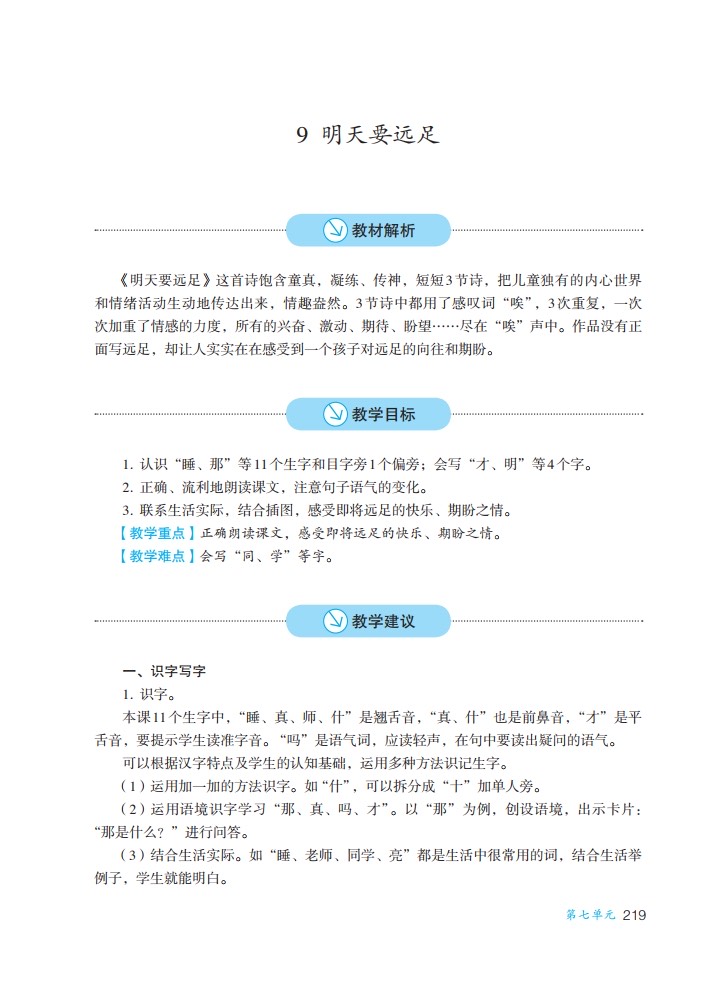 9 明天要远足
教材解析
《明天要远足》这首诗饱含童真，凝练、传神，短短3节诗，把儿童独有的内心世界
和情绪活动生动地传达出来，情趣盎然。3节诗中都用了感叹词“唉”，3次重复，一次
次加重了情感的力度，所有的兴奋、激动、期待、盼望……尽在“唉”声中。作品没有正
面写远足，却让人实实在在感受到一个孩子对远足的向往和期盼。
教学目标
1. 认识“睡、那”等11个生字和目字旁1个偏旁；会写“才、明”等4个字。
2. 正确、流利地朗读课文，注意句子语气的变化。
3. 联系生活实际，结合插图，感受即将远足的快乐、期盼之情。
【教学重点】正确朗读课文，感受即将远足的快乐、期盼之情。
【教学难点】会写“同、学”等字。
教学建议
一、识字写字
1. 识字。
本课11个生字中，“睡、真、师、什”是翘舌音，“真、什”也是前鼻音，“才”是平
舌音，要提示学生读准字音。“吗”是语气词，应读轻声，在句中要读出疑问的语气。
可以根据汉字特点及学生的认知基础，运用多种方法识记生字。
（1）运用加一加的方法识字。如“什”，可以拆分成“十”加单人旁。
（2）运用语境识字学习“那、真、吗、才”。以“那”为例，创设语境，出示卡片：
“那是什么？”进行问答。
（3）结合生活实际。如“睡、老师、同学、亮”都是生活中很常用的词，结合生活举
例子，学生就能明白。
第七单元 219